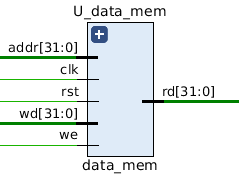 U_data_mem
addr[31:0]
clk
rst
rd[31:0]
wd[31:0]
we
data_mem